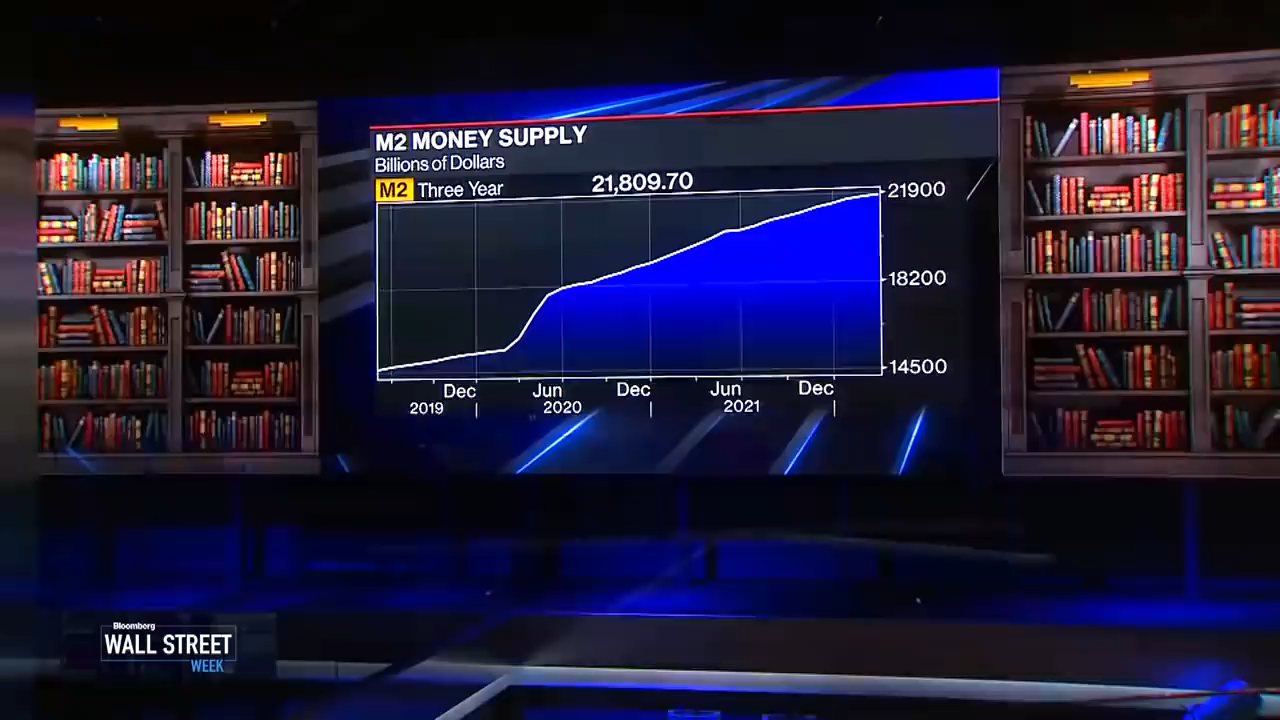 M2 MONEY SUPPLY
Billions of Dollars
M2 Three Year 21,809.70
21900
18200
14500
Dec Jun Dec Jun Dec
2019 2020 2021
Bloomberg
WALL STREET
WEEK